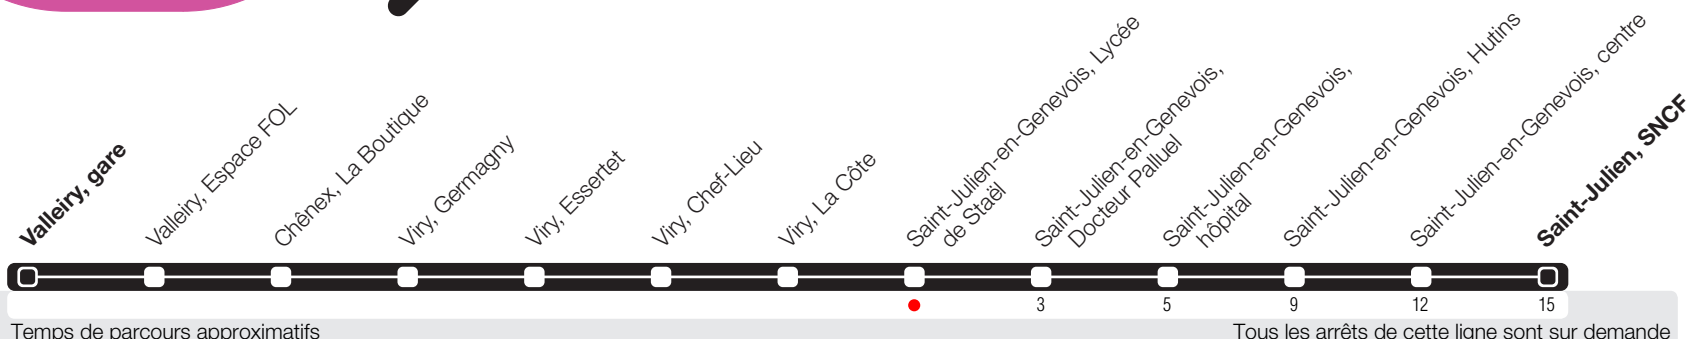 Valleiry, gare
Valleiry, Espace FOL
Chênex, La Boutique
Viry, Germagny
Viry, Essertet
Viry, Chef-Lieu
Viry, La Côte
Saint-Julien-en-Genevois, Lycée
de Staël
Saint-Julien-en-Genevois,
Docteur Palluel
Saint-Julien-en-Genevois,
hôpital
Saint-Julien-en-Genevois, Hutins
Saint-Julien-en-Genevois, centre
Saint-Julien, SNCF
3 5 9 12 15
Temps de parcours approximatifs
Tous les arrêts de cette ligne sont sur demande